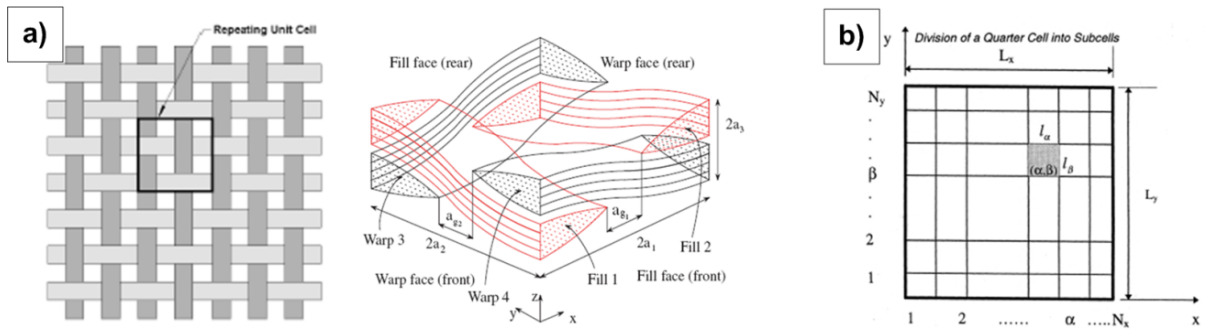 a)
Repeating Unit Cell
Fill face (rear)
Warp face (rear)
2a3
ag2
ag1
Warp 3
2a2
2a1
Fill 2
Warp face (front)
Fill 1
Fill face (front)
Warp 4
z
y
x
b)
y
Division of a Quarter Cell into Subcells
Lx
Ny
lα
β
(α,β)
lβ
Ly
2
1
1 2 ...... α .....Nx x